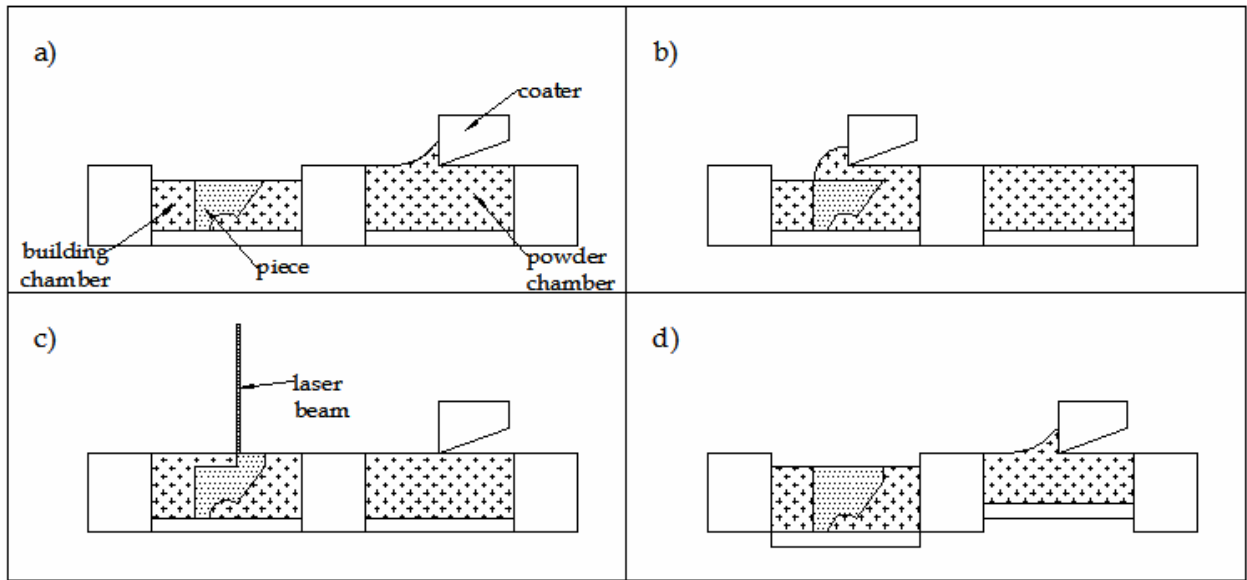 a)
coater
building
chamber
piece
powder
chamber
b)
c)
laser
beam
d)